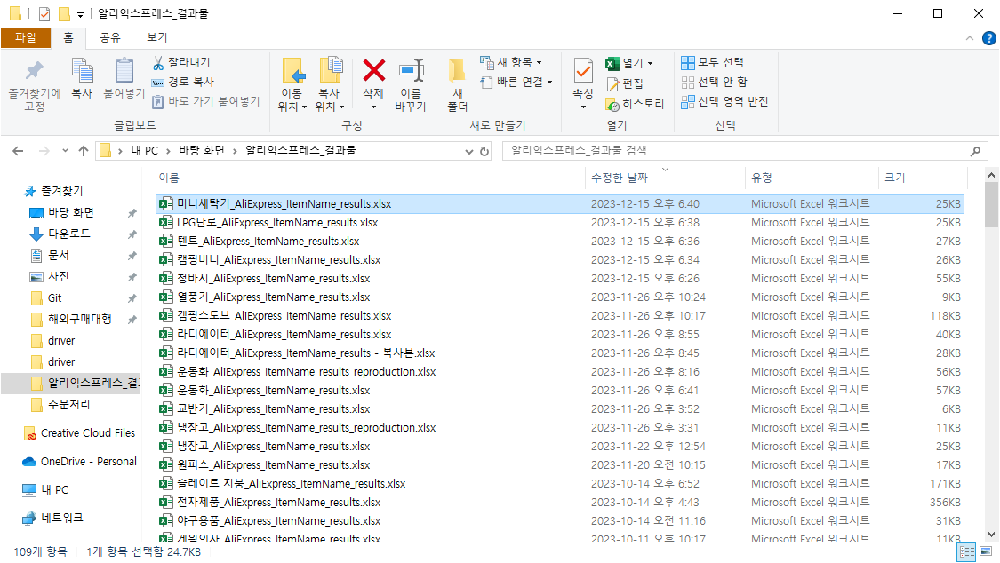 알리익스프레스_결과물
파일 홈 공유 보기
즐겨찾기에 고정
복사
붙여넣기
잘라내기
경로 복사
바로 가기 붙여넣기
클립보드
이동 위치
복사 위치
삭제
이름 바꾸기
구성
새 폴더
새 항목
빠른 연결
새로 만들기
속성
열기
편집
히스토리
열기
모두 선택
선택 안 함
선택 영역 반전
선택
내 PC > 바탕 화면 > 알리익스프레스_결과물
알리익스프레스_결과물 검색
즐겨찾기
바탕 화면
다운로드
문서
사진
Git
해외구매대행
driver
driver
알리익스프레스_결
주문처리
Creative Cloud Files
OneDrive - Personal
내 PC
네트워크
이름 수정한 날짜 유형 크기
미니세탁기_AliExpress_ItemName_results.xlsx 2023-12-15 오후 6:40 Microsoft Excel 워크시트 25KB
LPG난로_AliExpress_ItemName_results.xlsx 2023-12-15 오후 6:38 Microsoft Excel 워크시트 25KB
텐트_AliExpress_ItemName_results.xlsx 2023-12-15 오후 6:36 Microsoft Excel 워크시트 27KB
캠핑버너_AliExpress_ItemName_results.xlsx 2023-12-15 오후 6:34 Microsoft Excel 워크시트 26KB
청바지_AliExpress_ItemName_results.xlsx 2023-12-15 오후 6:26 Microsoft Excel 워크시트 55KB
열풍기_AliExpress_ItemName_results.xlsx 2023-11-26 오후 10:24 Microsoft Excel 워크시트 9KB
캠핑스토브_AliExpress_ItemName_results.xlsx 2023-11-26 오후 10:17 Microsoft Excel 워크시트 118KB
라디에이터_AliExpress_ItemName_results.xlsx 2023-11-26 오후 8:55 Microsoft Excel 워크시트 40KB
라디에이터_AliExpress_ItemName_results - 복사본.xlsx 2023-11-26 오후 8:45 Microsoft Excel 워크시트 28KB
운동화_AliExpress_ItemName_results_reproduction.xlsx 2023-11-26 오후 8:16 Microsoft Excel 워크시트 56KB
운동화_AliExpress_ItemName_results.xlsx 2023-11-26 오후 6:41 Microsoft Excel 워크시트 57KB
교반기_AliExpress_ItemName_results.xlsx 2023-11-26 오후 3:52 Microsoft Excel 워크시트 6KB
냉장고_AliExpress_ItemName_results_reproduction.xlsx 2023-11-26 오후 3:31 Microsoft Excel 워크시트 11KB
냉장고_AliExpress_ItemName_results.xlsx 2023-11-22 오후 12:54 Microsoft Excel 워크시트 25KB
원피스_AliExpress_ItemName_results.xlsx 2023-11-20 오전 10:15 Microsoft Excel 워크시트 17KB
슬레이트 지붕_AliExpress_ItemName_results.xlsx 2023-10-14 오후 6:52 Microsoft Excel 워크시트 171KB
전자제품_AliExpress_ItemName_results.xlsx 2023-10-14 오후 4:43 Microsoft Excel 워크시트 356KB
야구용품_AliExpress_ItemName_results.xlsx 2023-10-14 오전 11:16 Microsoft Excel 워크시트 31KB
게임의자_AliExpress_ItemName_results.xlsx 2023-10-11 오후 10:17 Microsoft Excel 워크시트 11KB
109개 항목 1개 항목 선택함 24.7KB